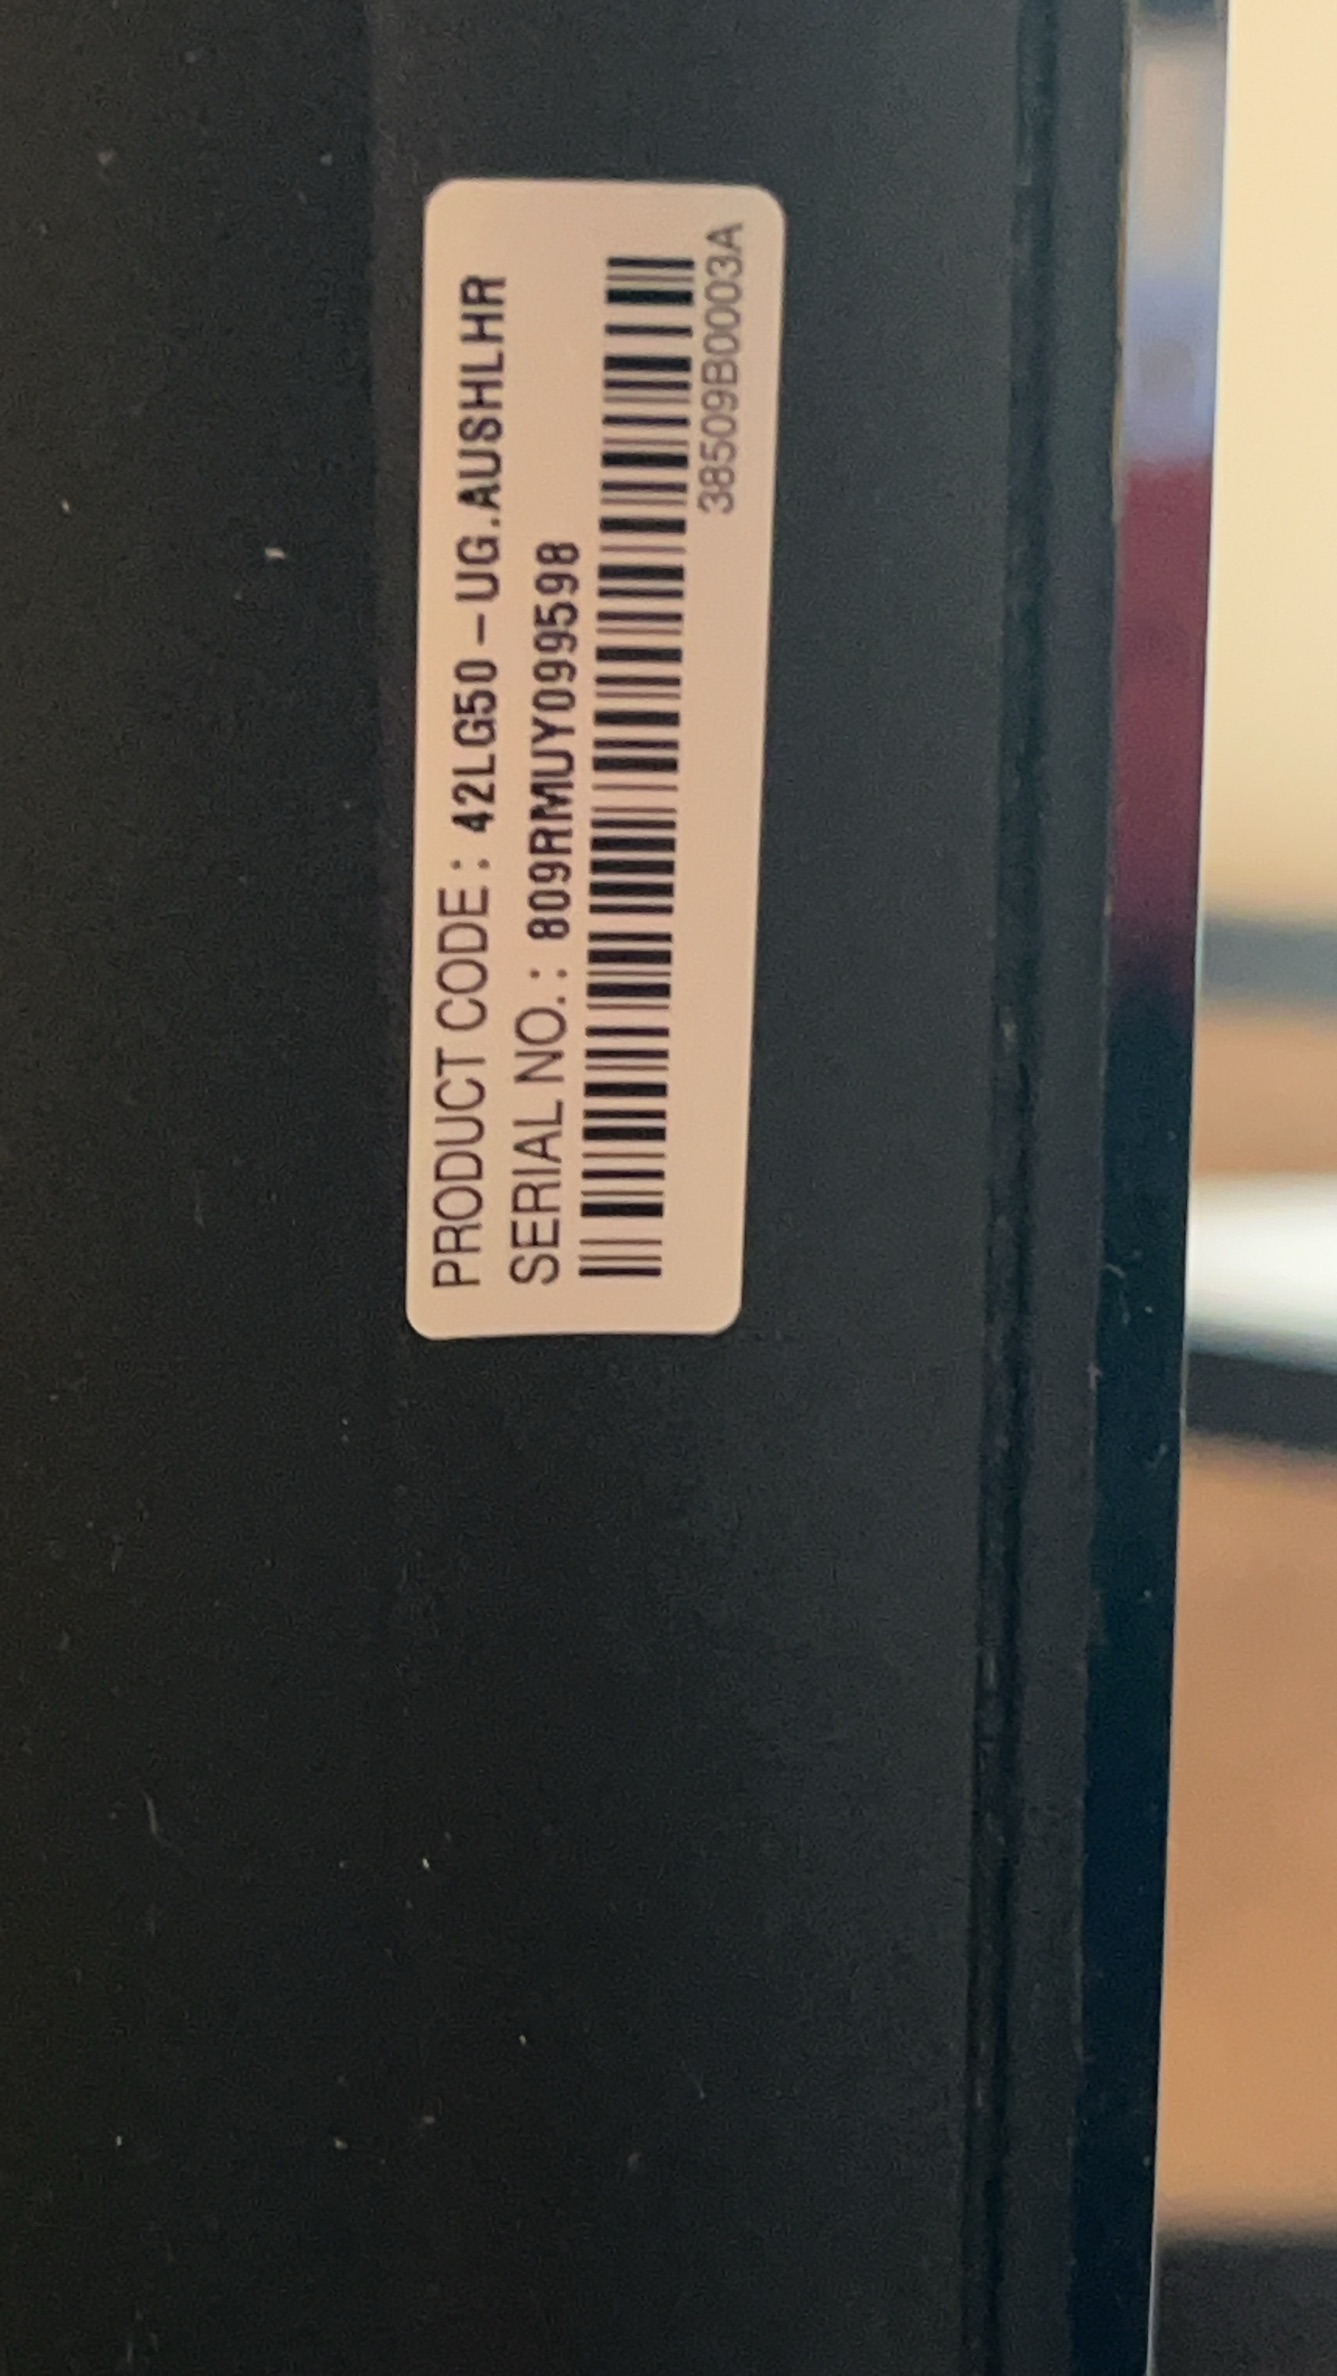 PRODUCT CODE : 42LG50-UG.AUSHLHR
SERIAL NO. : 809RMUY099598
38509B0003A